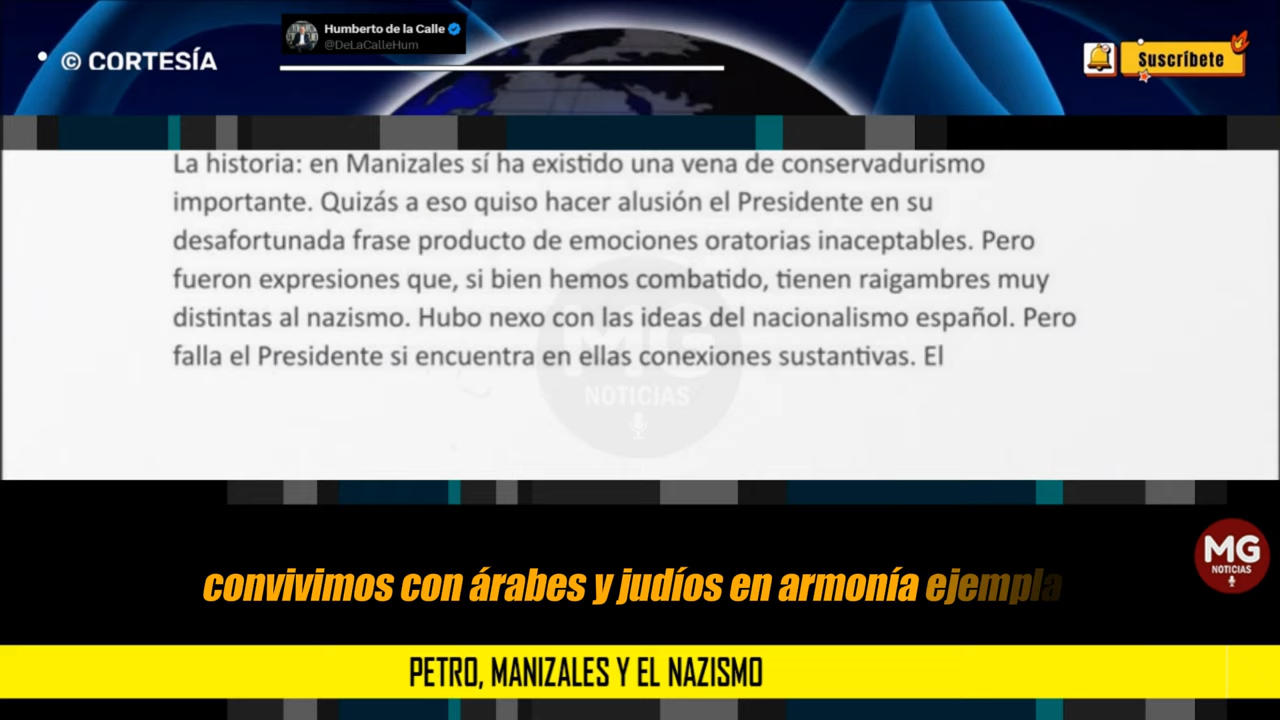 © CORTESÍA
Humberto de la Calle
@DeLaCalleHum
Suscríbete
La historia: en Manizales sí ha existido una vena de conservadurismo
importante. Quizás a eso quiso hacer alusión el Presidente en su
desafortunada frase producto de emociones oratorias inaceptables. Pero
fueron expresiones que, si bien hemos combatido, tienen raigambres muy
distintas al nazismo. Hubo nexo con las ideas del nacionalismo español. Pero
falla el Presidente si encuentra en ellas conexiones sustantivas. El
MG
NOTICIAS
convivimos con árabes y judíos en armonía ejempla
MG
NOTICIAS
PETRO, MANIZALES Y EL NAZISMO